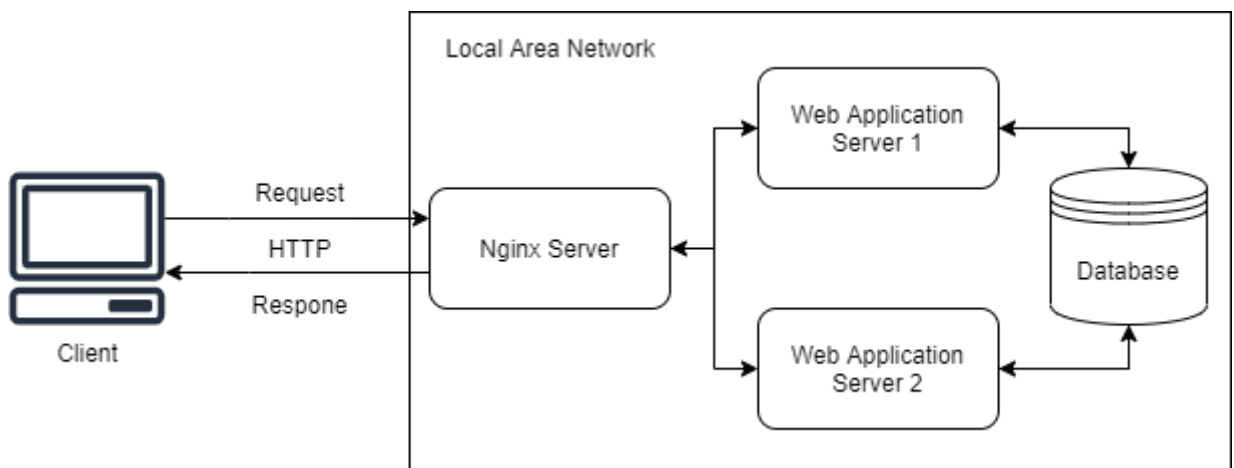 Local Area Network
Web Application
Server 1
Request
HTTP
Respone
Nginx Server
Database
Client
Web Application
Server 2